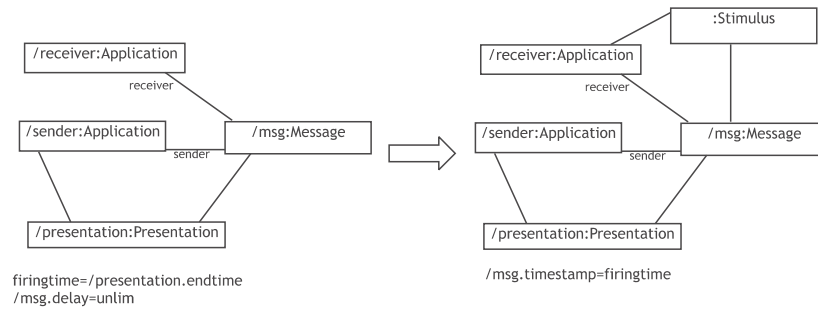 /receiver:Application
receiver
/sender:Application
/msg:Message
sender
/presentation:Presentation
firingtime=/presentation.endtime
/msg.delay=unlim
:Stimulus
/receiver:Application
receiver
/sender:Application
/msg:Message
sender
/presentation:Presentation
/msg.timestamp=firingtime